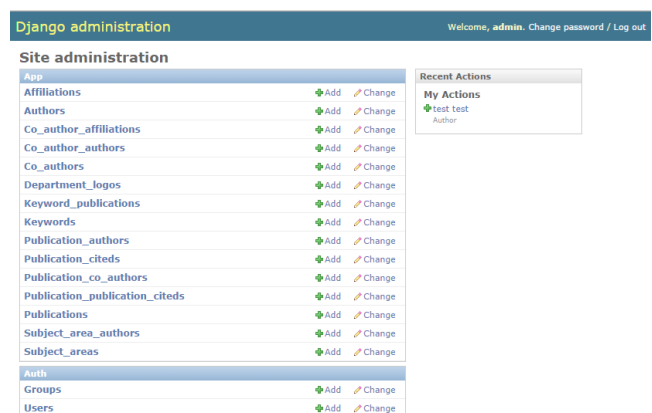 Django administration
Welcome, admin. Change password / Log out
Site administration
App
Affiliations Add Change
Authors Add Change
Co_author_affiliations Add Change
Co_author_authors Add Change
Co_authors Add Change
Department_logos Add Change
Keyword_publications Add Change
Keywords Add Change
Publication_authors Add Change
Publication_citeds Add Change
Publication_co_authors Add Change
Publication_publication_citeds Add Change
Publications Add Change
Subject_area_authors Add Change
Subject_areas Add Change
Auth
Groups Add Change
Users Add Change
Recent Actions
My Actions
test test
Author